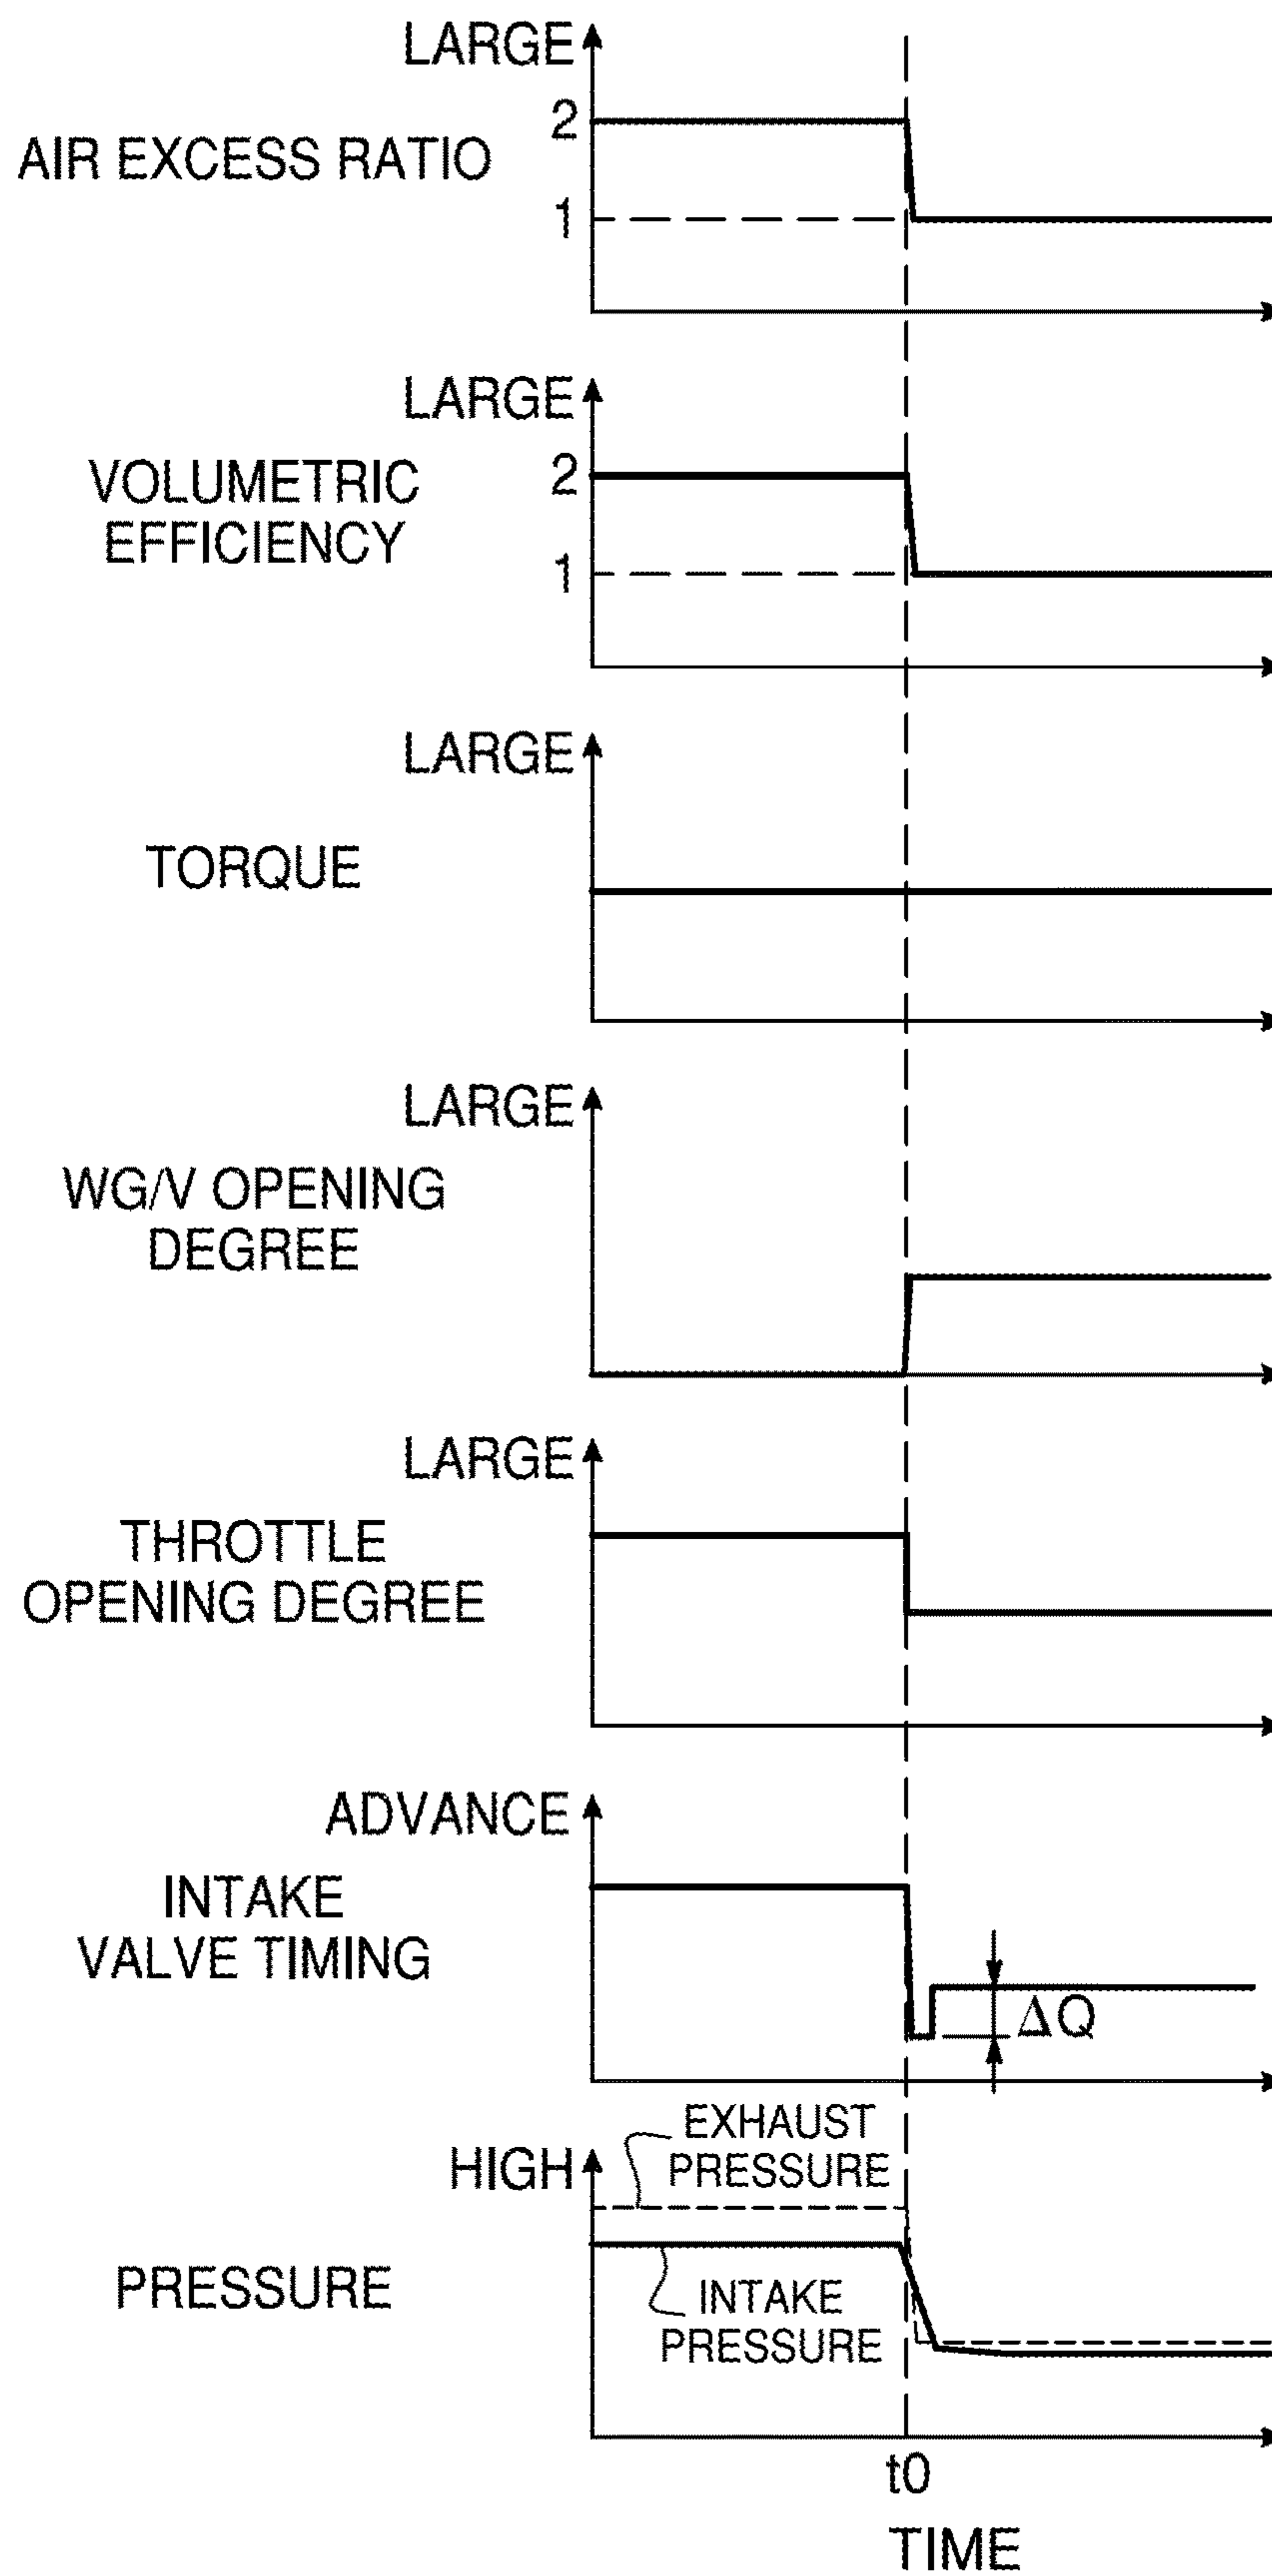 LARGE
2
AIR EXCESS RATIO
1
LARGE
2
VOLUMETRIC
EFFICIENCY
1
LARGE
TORQUE
LARGE
WG/V OPENING
DEGREE
LARGE
THROTTLE
OPENING DEGREE
ADVANCE
INTAKE
VALVE TIMING
ΔQ
EXHAUST
PRESSURE
HIGH
PRESSURE
INTAKE
PRESSURE
t0
TIME